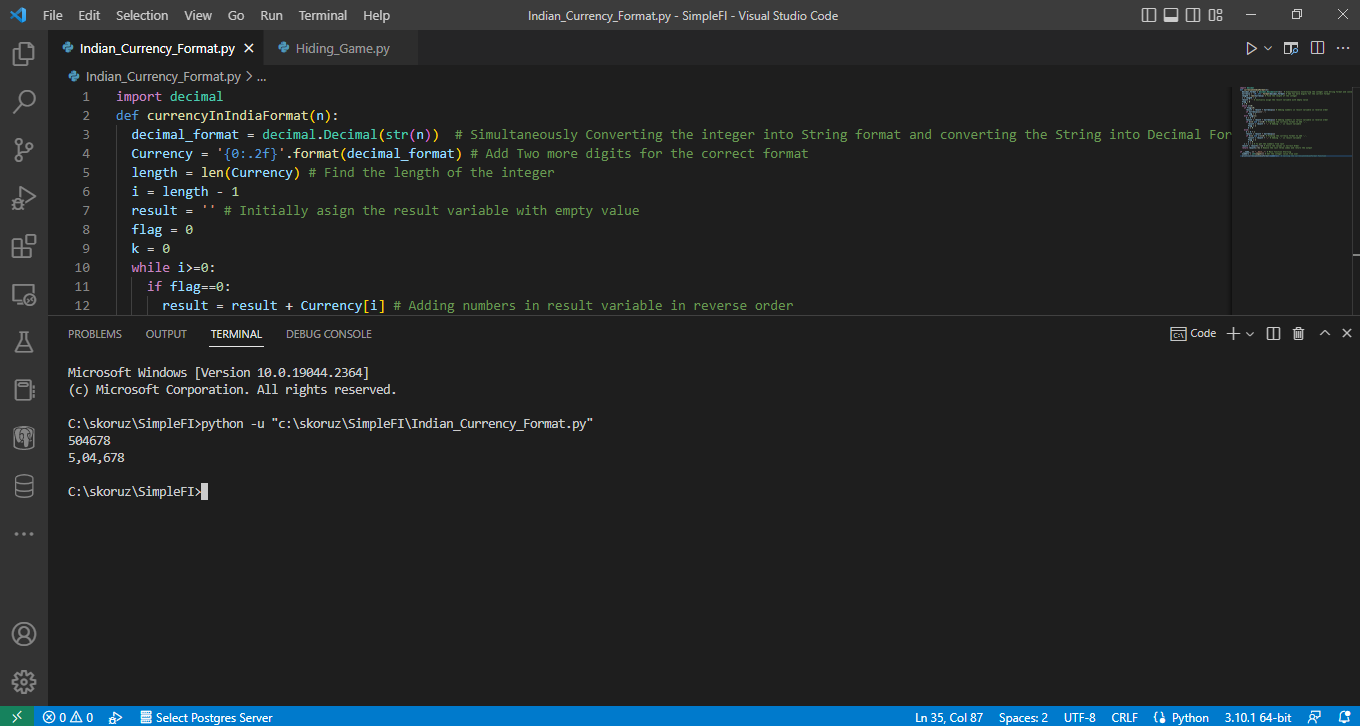 File Edit Selection View Go Run Terminal Help Indian_Currency_Format.py - SimpleFI - Visual Studio Code
Indian_Currency_Format.py Hiding_Game.py
Indian_Currency_Format.py > ...
1 import decimal
2 def currencyInIndiaFormat(n):
3 decimal_format = decimal.Decimal(str(n)) # Simultaneously Converting the integer into String format and converting the String into Decimal For
4 Currency = '{0:.2f}'.format(decimal_format) # Add Two more digits for the correct format
5 length = len(Currency) # Find the length of the integer
6 i = length - 1
7 result = '' # Initially asign the result variable with empty value
8 flag = 0
9 k = 0
10 while i>=0:
11 if flag==0:
12 result = result + Currency[i] # Adding numbers in result variable in reverse order
PROBLEMS OUTPUT TERMINAL DEBUG CONSOLE Code
Microsoft Windows [Version 10.0.19044.2364]
(c) Microsoft Corporation. All rights reserved.
C:\skoruz\SimpleFI>python -u "c:\skoruz\SimpleFI\Indian_Currency_Format.py"
504678
5,04,678
C:\skoruz\SimpleFI>
0 0 Select Postgres Server Ln 35, Col 87 Spaces: 2 UTF-8 CRLF Python 3.10.1 64-bit